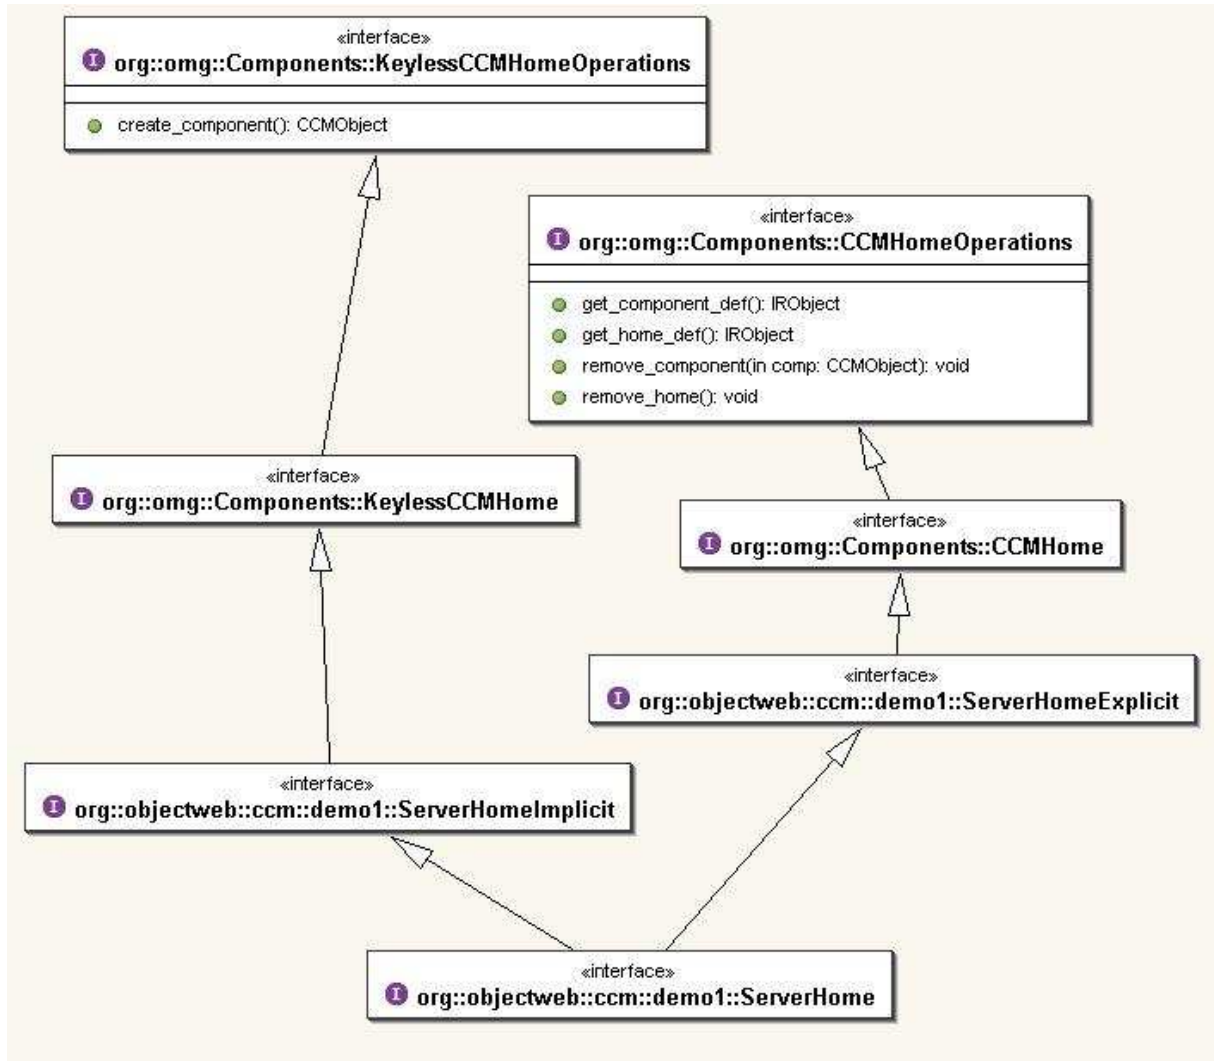 «interface»
org::omg::Components::KeylessCCMHomeOperations
create_component(): CCMObject
«interface»
org::omg::Components::CCMHomeOperations
get_component_def(): IRObject
get_home_def(): IRObject
remove_component(in comp: CCMObject): void
remove_home(): void
«interface»
org::omg::Components::KeylessCCMHome
«interface»
org::omg::Components::CCMHome
«interface»
org::objectweb::ccm::demo1::ServerHomeExplicit
«interface»
org::objectweb::ccm::demo1::ServerHomeImplicit
«interface»
org::objectweb::ccm::demo1::ServerHome